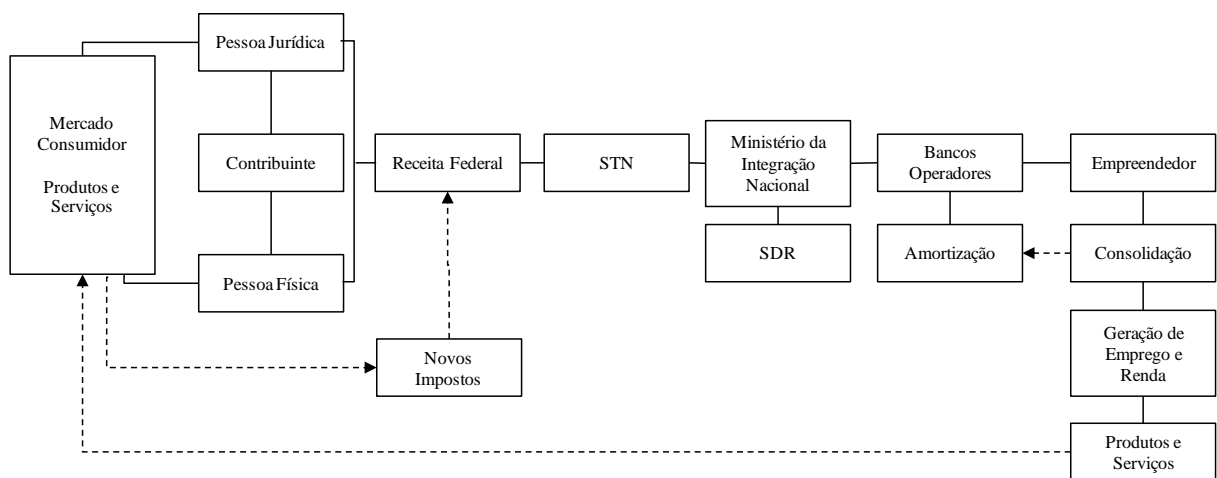 Pessoa Jurídica
Mercado
Consumidor
Produtos e
Serviços
Contribuinte
Pessoa Física
Receita Federal
Novos
Impostos
STN
Ministério da
Integração
Nacional
SDR
Bancos
Operadores
Amortização
Empreendedor
Consolidação
Geração de
Emprego e
Renda
Produtos e
Serviços